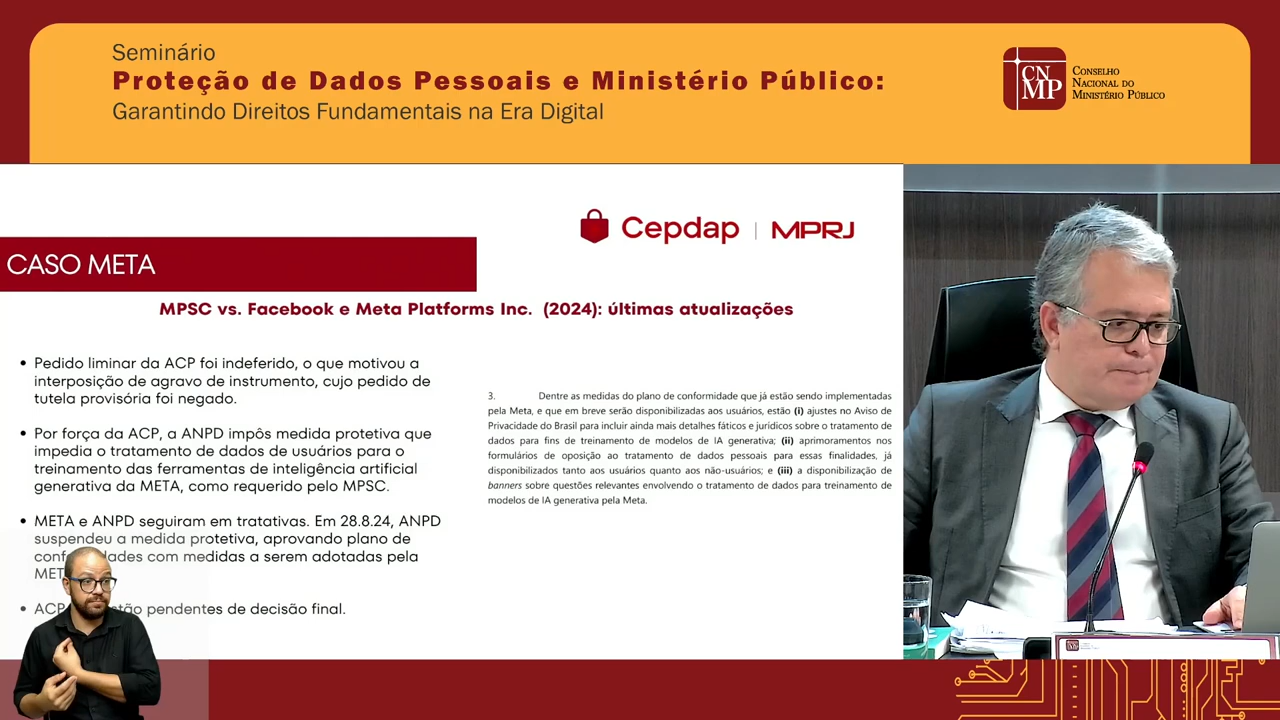 Seminário
Proteção de Dados Pessoais e Ministério Público:
Garantindo Direitos Fundamentais na Era Digital
CN
MP
Conselho
Nacional do
Ministério Público
Cepdap | MPRJ
CASO META
MPSC vs. Facebook e Meta Platforms Inc. (2024): últimas atualizações
• Pedido liminar da ACP foi indeferido, o que motivou a
interposição de agravo de instrumento, cujo pedido de
tutela provisória foi negado.
• Por força da ACP, a ANPD impôs medida protetiva que
impedia o tratamento de dados de usuários para o
treinamento das ferramentas de inteligência artificial
generativa da META, como requerido pelo MPSC.
• META e ANPD seguiram em tratativas. Em 28.8.24, ANPD
suspendeu a medida protetiva, aprovando plano de
com medidas a serem adotadas pela
• pendentes de decisão final.
3. Dentre as medidas do plano de conformidade que já estão sendo implementadas
pela Meta, e que em breve serão disponibilizadas aos usuários, estão (i) ajustes no Aviso de
Privacidade do Brasil para incluir ainda mais detalhes fáticos e jurídicos sobre o tratamento de
dados para fins de treinamento de modelos de IA generativa; (ii) aprimoramentos nos
formulários de oposição ao tratamento de dados pessoais para essas finalidades, já
disponibilizados tanto aos usuários quanto aos não-usuários; e (iii) a disponibilização de
banners sobre questões relevantes envolvendo o tratamento de dados para treinamento de
modelos de IA generativa pela Meta.